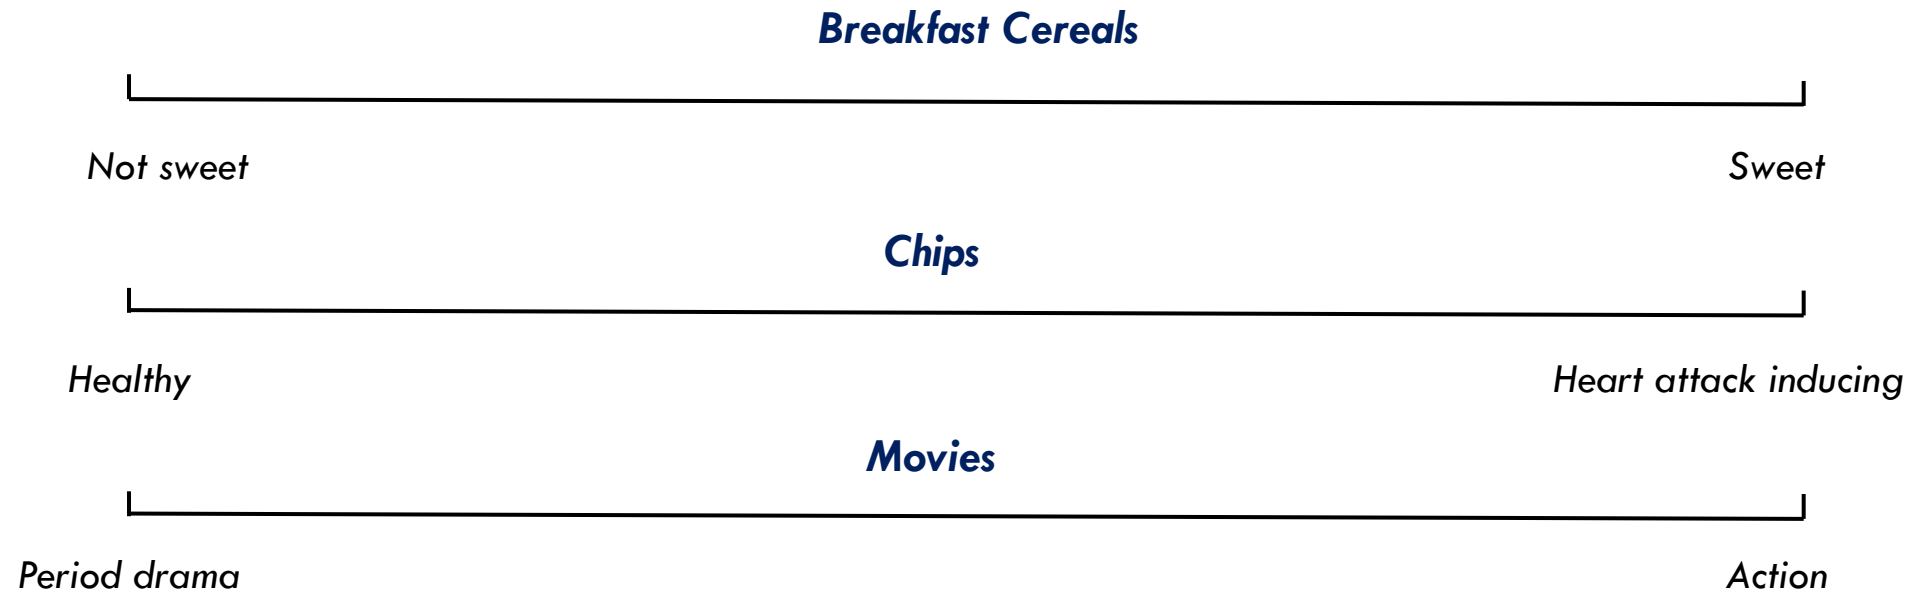 Breakfast Cereals
Not sweet Sweet
Chips
Healthy Heart attack inducing
Movies
Period drama Action